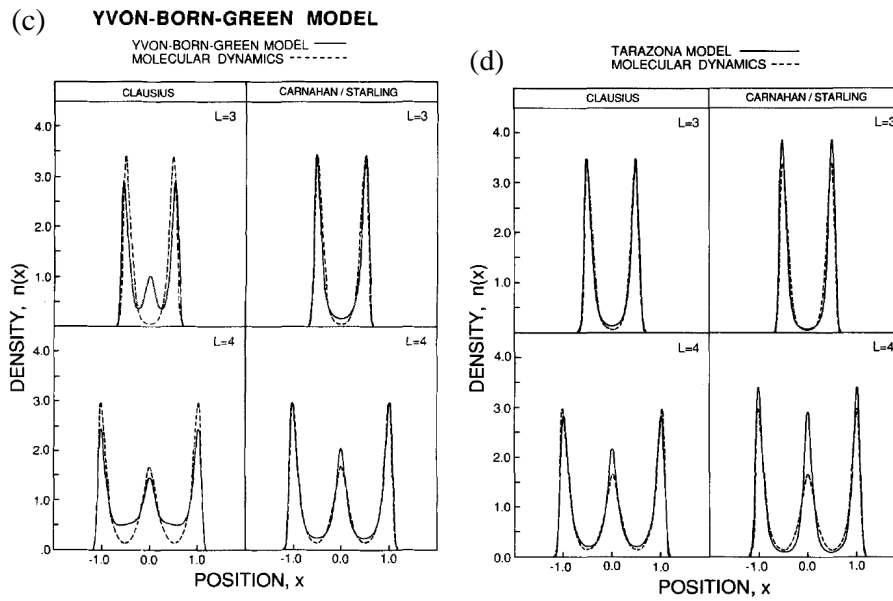 (c) YVON-BORN-GREEN MODEL
YVON-BORN-GREEN MODEL
MOLECULAR DYNAMICS
CLAUSIUS
CARNAHAN / STARLING
L=3
L=3
4.0
3.0
2.0
1.0
L=4
L=4
4.0
3.0
2.0
1.0
.0
-1.0 0.0 1.0
-1.0 0.0 1.0
DENSITY, n(x)
POSITION, x
(d)
TARAZONA MODEL
MOLECULAR DYNAMICS
CLAUSIUS
CARNAHAN / STARLING
L=3
L=3
4.0
3.0
2.0
1.0
L=4
L=4
4.0
3.0
2.0
1.0
.0
-1.0 0.0 1.0
-1.0 0.0 1.0
DENSITY, n(x)
POSITION, x